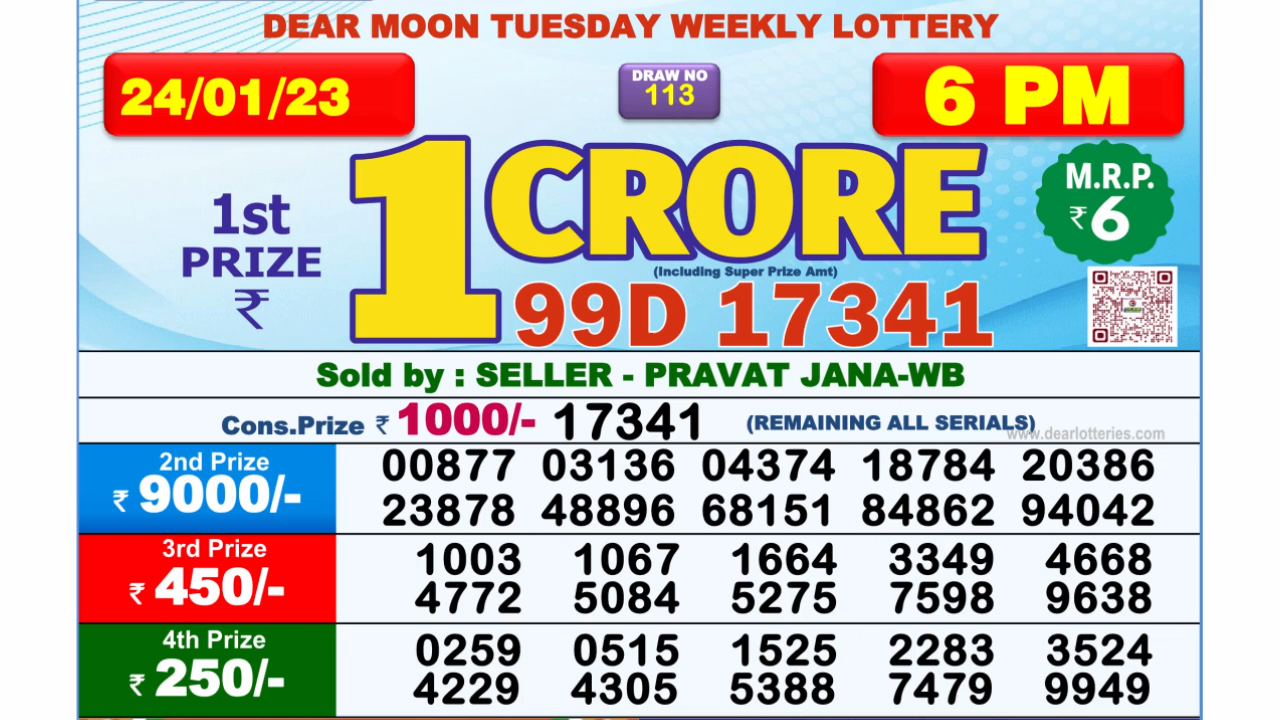 DEAR MOON TUESDAY WEEKLY LOTTERY
24/01/23
DRAW NO
113
6 PM
1st
PRIZE
₹
1 CRORE
(Including Super Prize Amt)
99D 17341
M.R.P.
₹ 6
Sold by : SELLER - PRAVAT JANA-WB
Cons.Prize ₹ 1000/- 17341 (REMAINING ALL SERIALS)
www.dearlotteries.com
2nd Prize
₹ 9000/-
00877 03136 04374 18784 20386
23878 48896 68151 84862 94042
3rd Prize
₹ 450/-
1003 1067 1664 3349 4668
4772 5084 5275 7598 9638
4th Prize
₹ 250/-
0259 0515 1525 2283 3524
4229 4305 5388 7479 9949